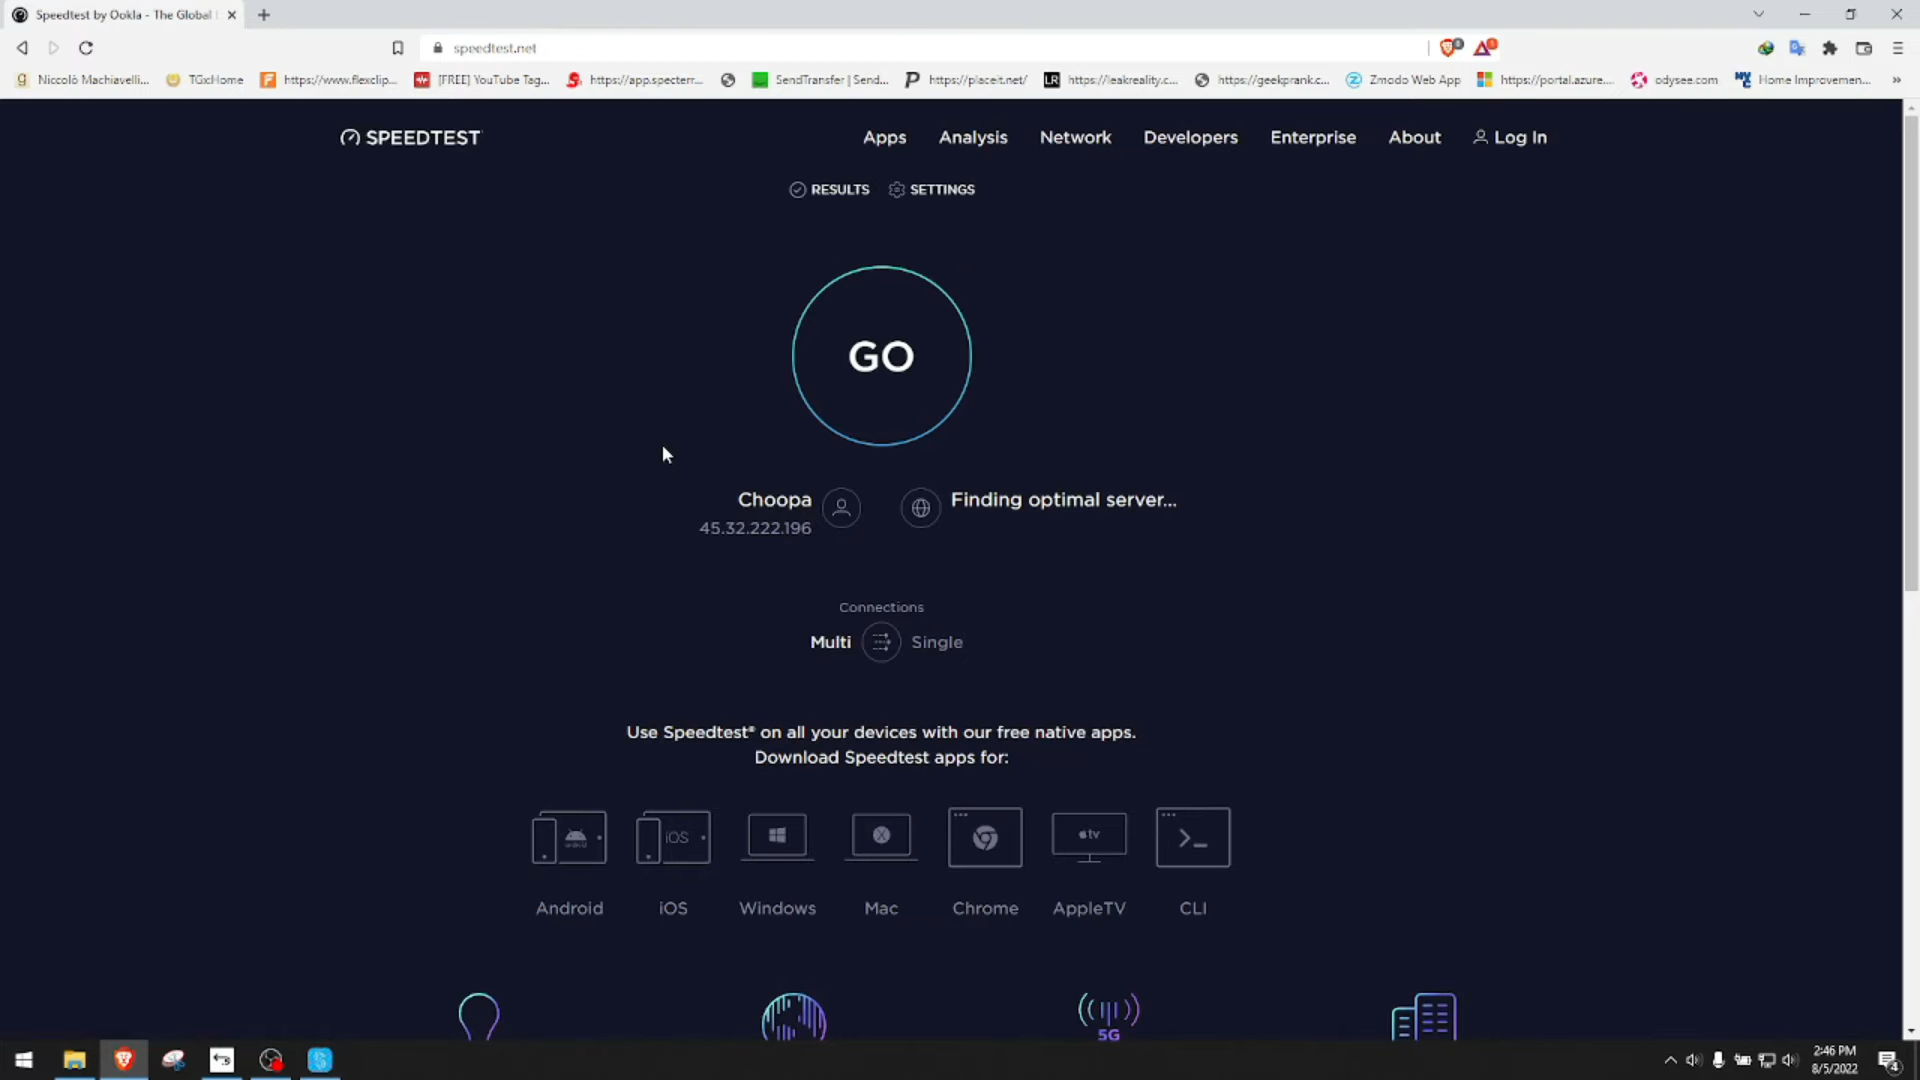 Speedtest by Ookla - The Global
speedtest.net
Niccolò Machiavelli...
TGxHome
https://www.flexclip...
[FREE] YouTube Tag...
https://app.specterr...
SendTransfer | Send...
https://placeit.net/
LR
https://leakreality.c...
https://geekprank.c...
Zmodo Web App
https://portal.azure....
odysee.com
Home Improvemen...
SPEEDTEST
Apps
Analysis
Network
Developers
Enterprise
About
Log In
RESULTS
SETTINGS
GO
Choopa
45.32.222.196
Finding optimal server...
Connections
Multi
Single
Use Speedtest® on all your devices with our free native apps.
Download Speedtest apps for:
iOS
tv
Android
iOS
Windows
Mac
Chrome
AppleTV
CLI
5G
2:46 PM
8/5/2022
4